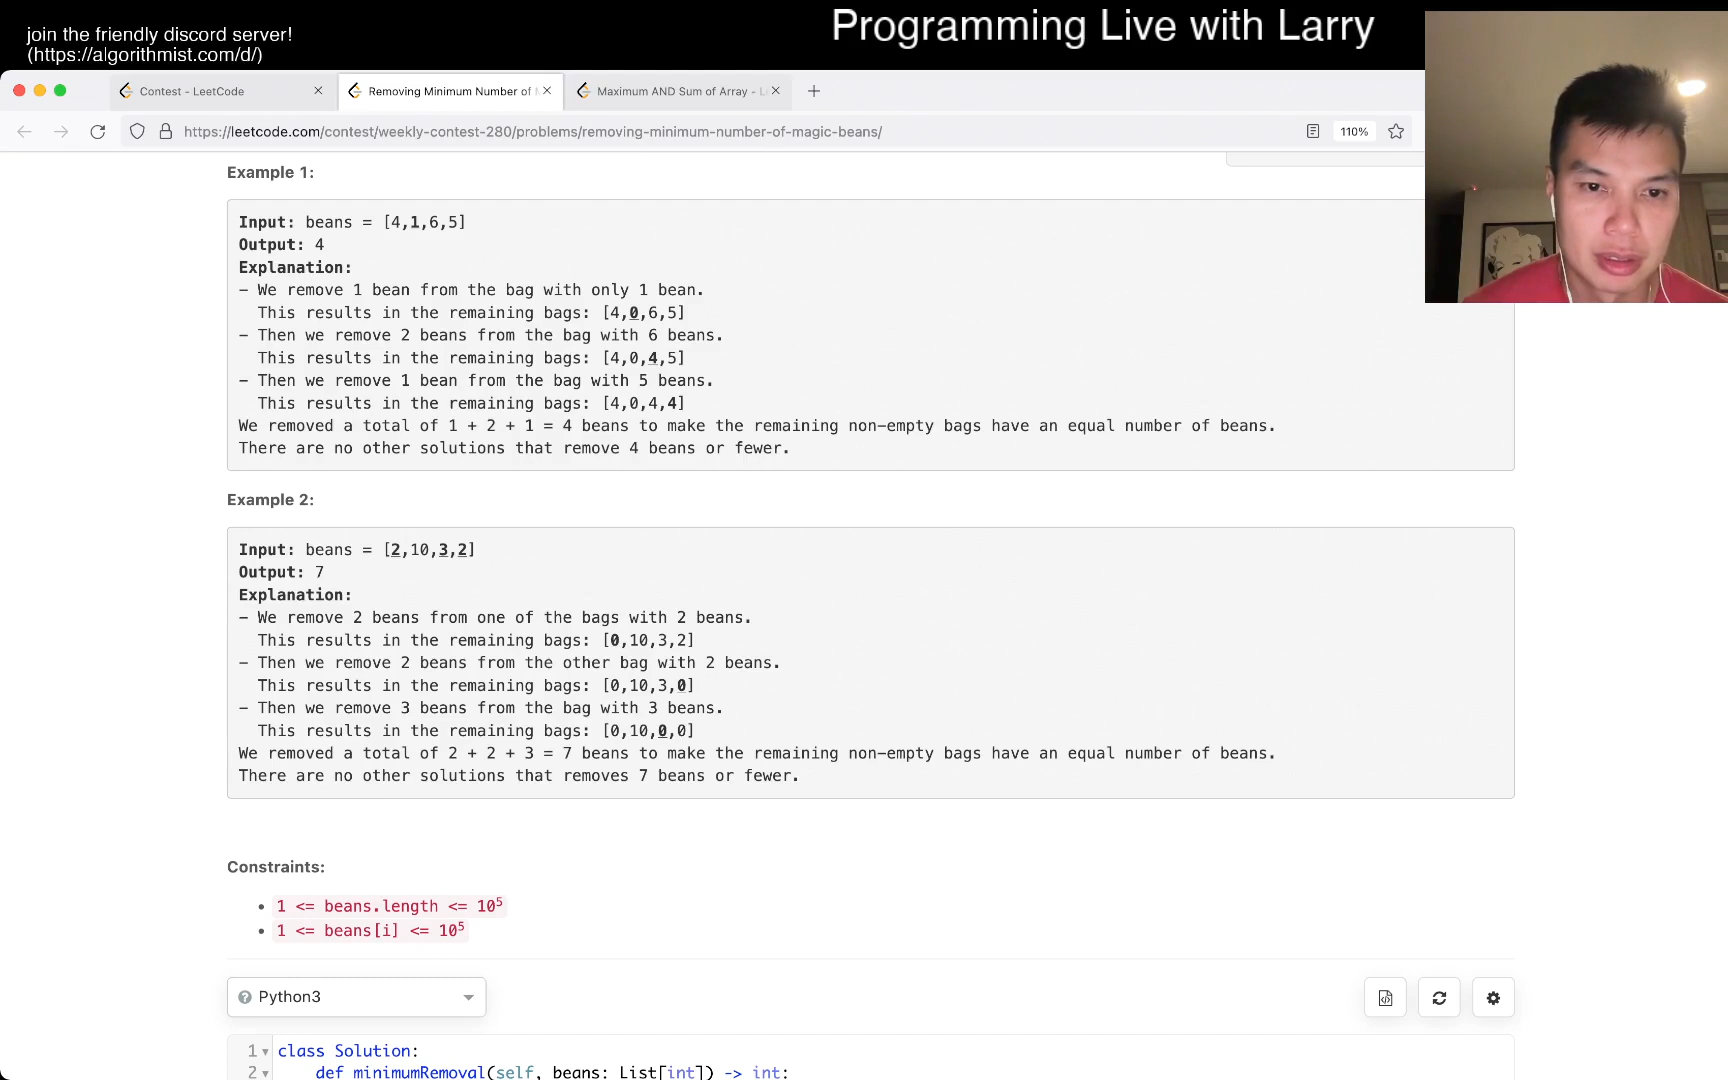 join the friendly discord server!
(https://algorithmist.com/d/)
Programming Live with Larry
Contest - LeetCode
Removing Minimum Number of
Maximum AND Sum of Array -
https://leetcode.com/contest/weekly-contest-280/problems/removing-minimum-number-of-magic-beans/
110%
Example 1:
Input: beans = [4,1,6,5]
Output: 4
Explanation:
- We remove 1 bean from the bag with only 1 bean.
This results in the remaining bags: [4,0,6,5]
- Then we remove 2 beans from the bag with 6 beans.
This results in the remaining bags: [4,0,4,5]
- Then we remove 1 bean from the bag with 5 beans.
This results in the remaining bags: [4,0,4,4]
We removed a total of 1 + 2 + 1 = 4 beans to make the remaining non-empty bags have an equal number of beans.
There are no other solutions that remove 4 beans or fewer.
Example 2:
Input: beans = [2,10,3,2]
Output: 7
Explanation:
- We remove 2 beans from one of the bags with 2 beans.
This results in the remaining bags: [0,10,3,2]
- Then we remove 2 beans from the other bag with 2 beans.
This results in the remaining bags: [0,10,3,0]
- Then we remove 3 beans from the bag with 3 beans.
This results in the remaining bags: [0,10,0,0]
We removed a total of 2 + 2 + 3 = 7 beans to make the remaining non-empty bags have an equal number of beans.
There are no other solutions that removes 7 beans or fewer.
Constraints:
• 1 <= beans.length <= 10⁵
• 1 <= beans[i] <= 10⁵
Python3
1 class Solution:
2 def minimumRemoval(self, beans: List[int]) -> int: